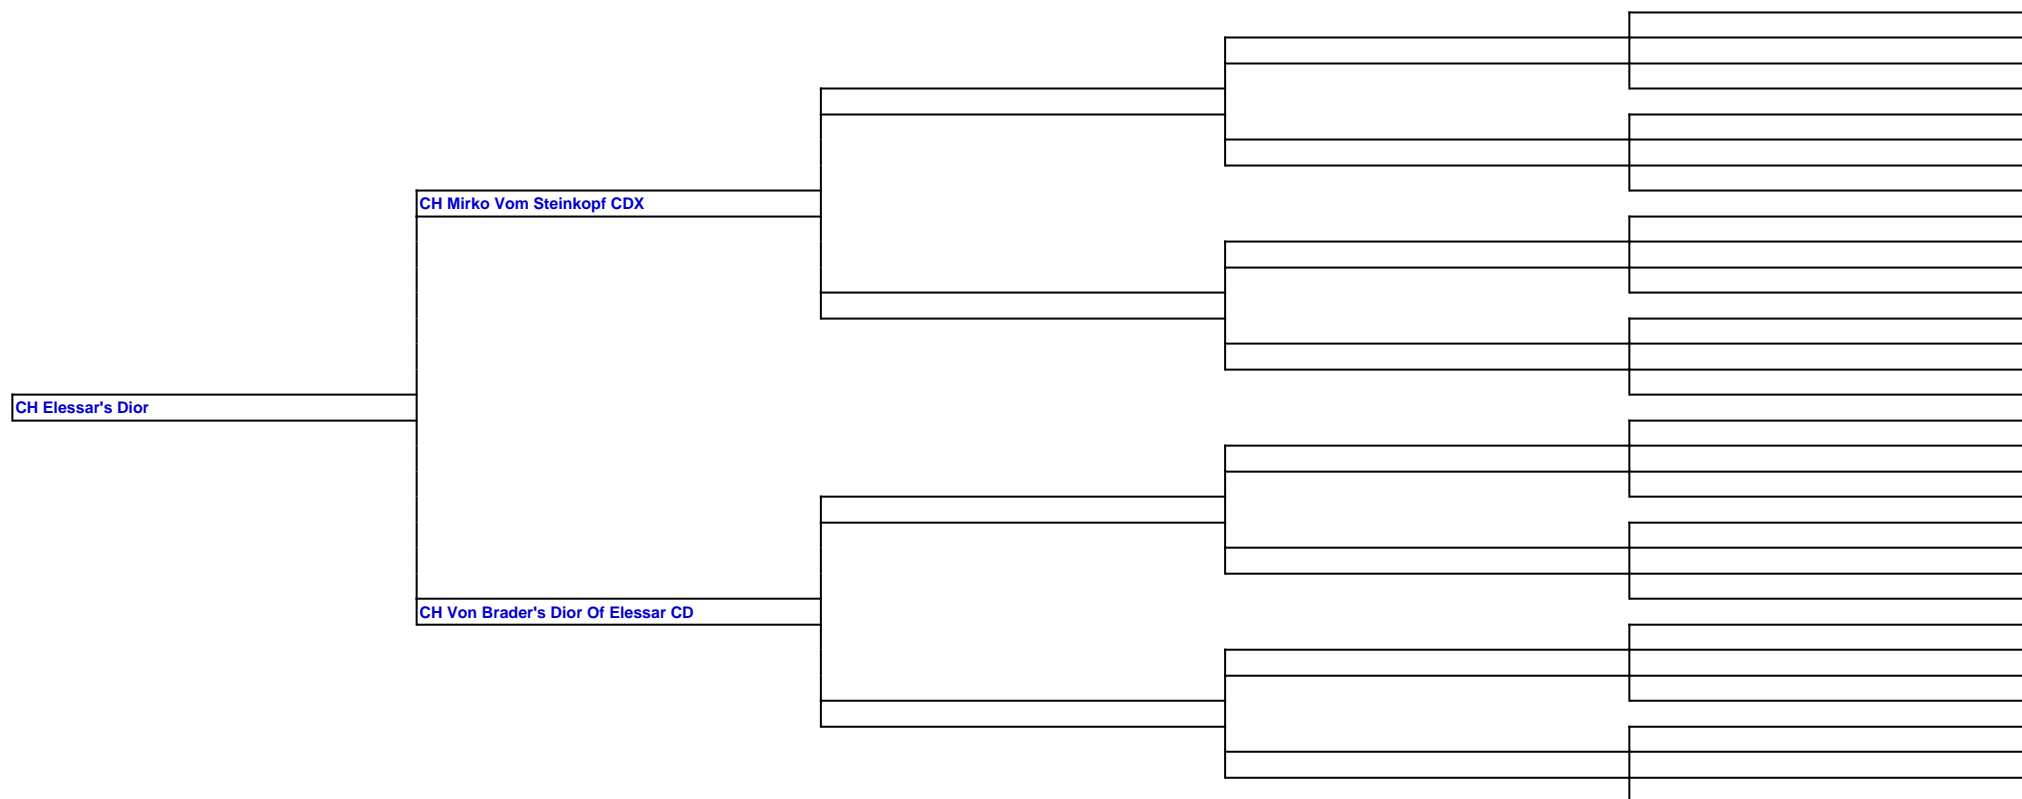 CH Mirko Vom Steinkopf CDX
CH Elessar's Dior
CH Von Brader's Dior Of Elessar CD